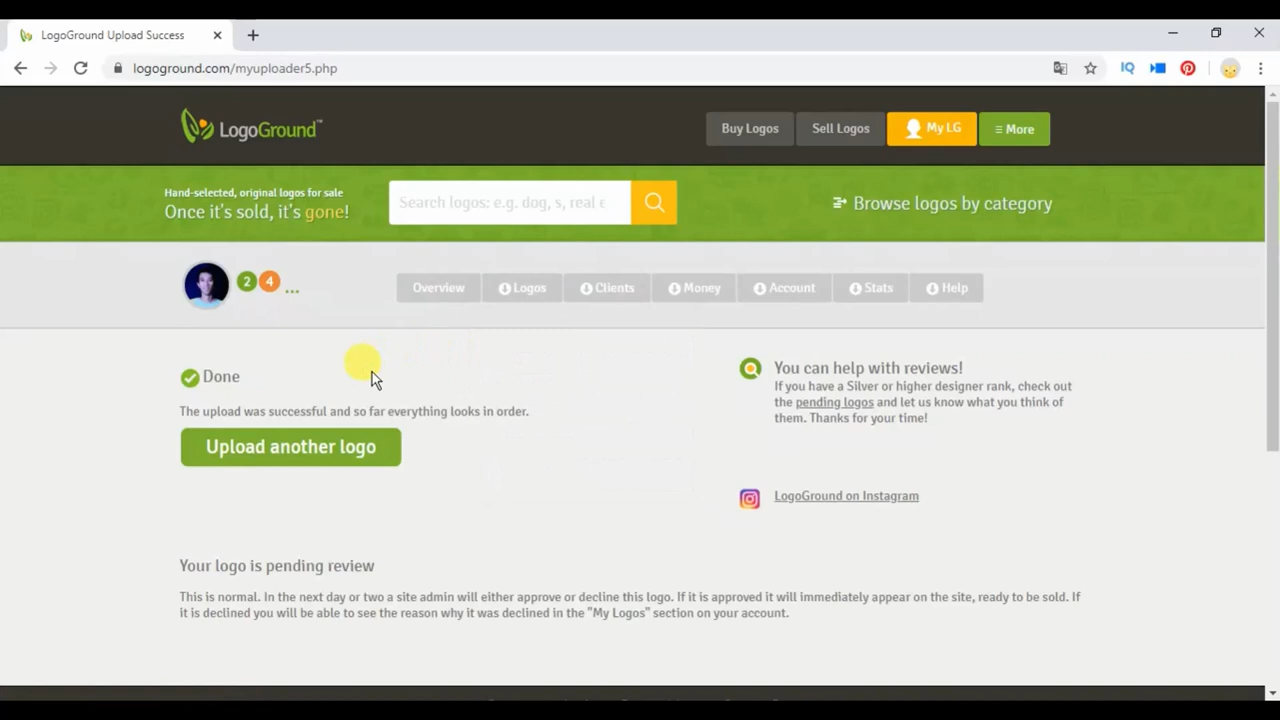 LogoGround Upload Success
logoground.com/myuploader5.php
IQ
LogoGround™
Buy Logos
Sell Logos
My LG
≡ More
Hand-selected, original logos for sale
Once it's sold, it's gone!
Search logos: e.g. dog, s, real e
Browse logos by category
2
4
...
Overview
Logos
Clients
Money
Account
Stats
Help
Done
The upload was successful and so far everything looks in order.
Upload another logo
You can help with reviews!
If you have a Silver or higher designer rank, check out
the pending logos and let us know what you think of
them. Thanks for your time!
LogoGround on Instagram
Your logo is pending review
This is normal. In the next day or two a site admin will either approve or decline this logo. If it is approved it will immediately appear on the site, ready to be sold. If
it is declined you will be able to see the reason why it was declined in the "My Logos" section on your account.